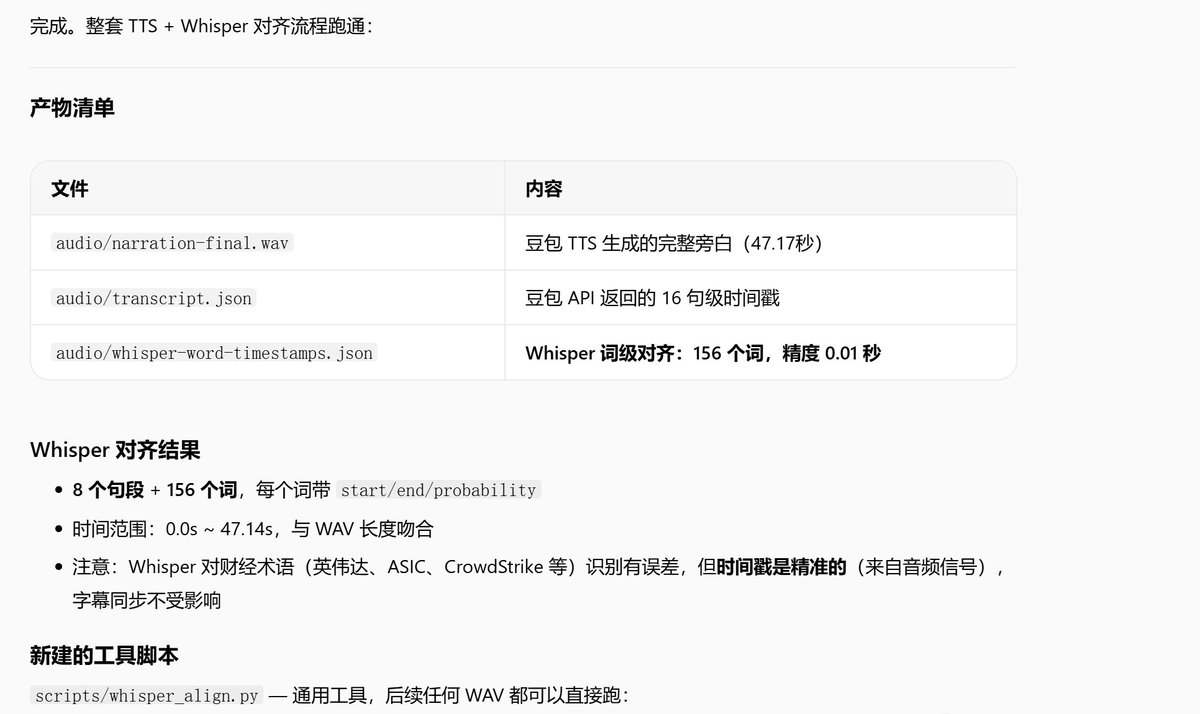 完成。整套 TTS + Whisper 对齐流程跑通：
产物清单
文件 内容
audio/narration-final.wav 豆包 TTS 生成的完整旁白（47.17秒）
audio/transcript.json 豆包 API 返回的 16 句级时间戳
audio/whisper-word-timestamps.json Whisper 词级对齐：156 个词，精度 0.01 秒
Whisper 对齐结果
• 8 个句段 + 156 个词，每个词带 start/end/probability
• 时间范围：0.0s ~ 47.14s，与 WAV 长度吻合
• 注意：Whisper 对财经术语（英伟达、ASIC、CrowdStrike 等）识别有误差，但时间戳是精准的（来自音频信号），
字幕同步不受影响
新建的工具脚本
scripts/whisper_align.py — 通用工具，后续任何 WAV 都可以直接跑：